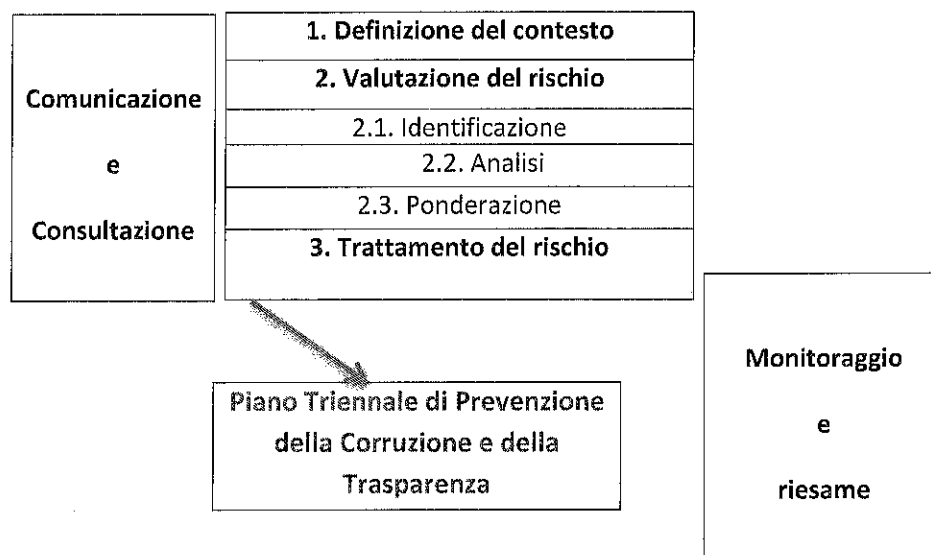 Comunicazione
e
Consultazione
1. Definizione del contesto
2. Valutazione del rischio
2.1. Identificazione
2.2. Analisi
2.3. Ponderazione
3. Trattamento del rischio
Piano Triennale di Prevenzione
della Corruzione e della
Trasparenza
Monitoraggio
e
riesame